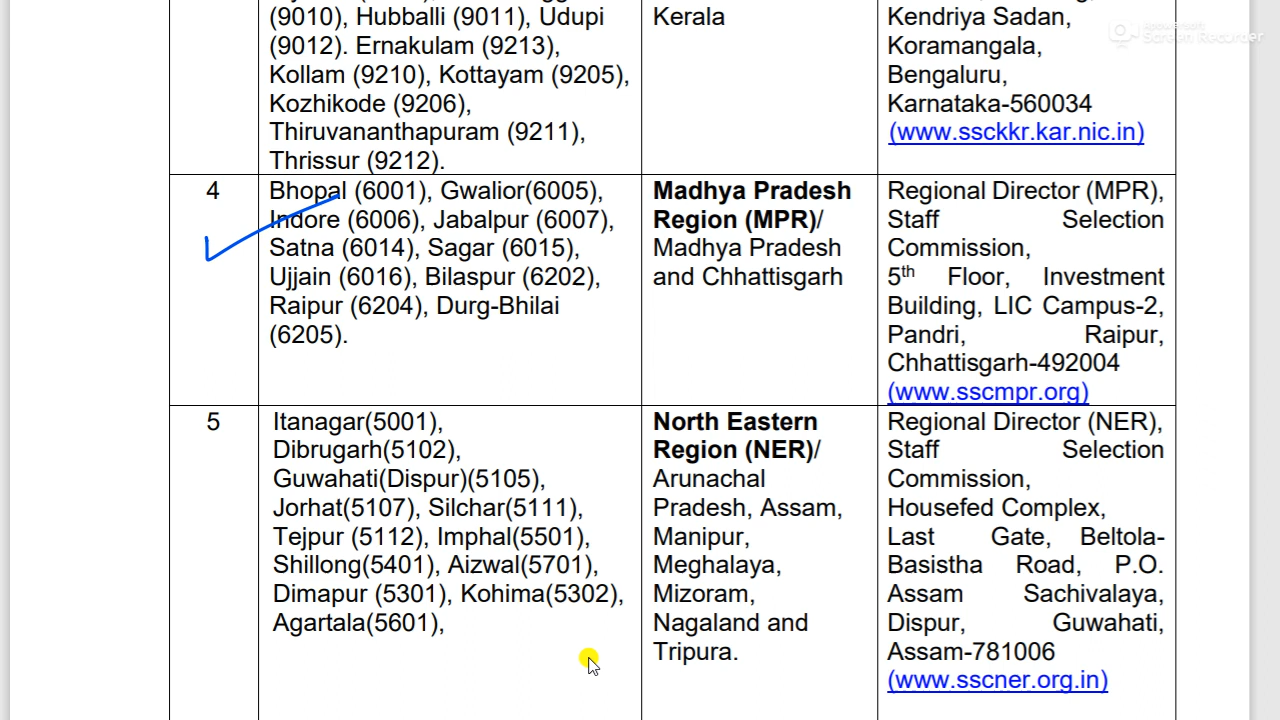 (9010), Hubballi (9011), Udupi
(9012). Ernakulam (9213),
Kollam (9210), Kottayam (9205),
Kozhikode (9206),
Thiruvananthapuram (9211),
Thrissur (9212).
Kerala
Kendriya Sadan,
Koramangala,
Bengaluru,
Karnataka-560034
(www.ssckkr.kar.nic.in)
Apowersoft
Screen Recorder
4
Bhopal (6001), Gwalior(6005),
Indore (6006), Jabalpur (6007),
Satna (6014), Sagar (6015),
Ujjain (6016), Bilaspur (6202),
Raipur (6204), Durg-Bhilai
(6205).
Madhya Pradesh
Region (MPR)/
Madhya Pradesh
and Chhattisgarh
Regional Director (MPR),
Staff Selection
Commission,
5th Floor, Investment
Building, LIC Campus-2,
Pandri, Raipur,
Chhattisgarh-492004
(www.sscmpr.org)
5
Itanagar(5001),
Dibrugarh(5102),
Guwahati(Dispur)(5105),
Jorhat(5107), Silchar(5111),
Tejpur (5112), Imphal(5501),
Shillong(5401), Aizwal(5701),
Dimapur (5301), Kohima(5302),
Agartala(5601),
North Eastern
Region (NER)/
Arunachal
Pradesh, Assam,
Manipur,
Meghalaya,
Mizoram,
Nagaland and
Tripura.
Regional Director (NER),
Staff Selection
Commission,
Housefed Complex,
Last Gate, Beltola-
Basistha Road, P.O.
Assam Sachivalaya,
Dispur, Guwahati,
Assam-781006
(www.sscner.org.in)